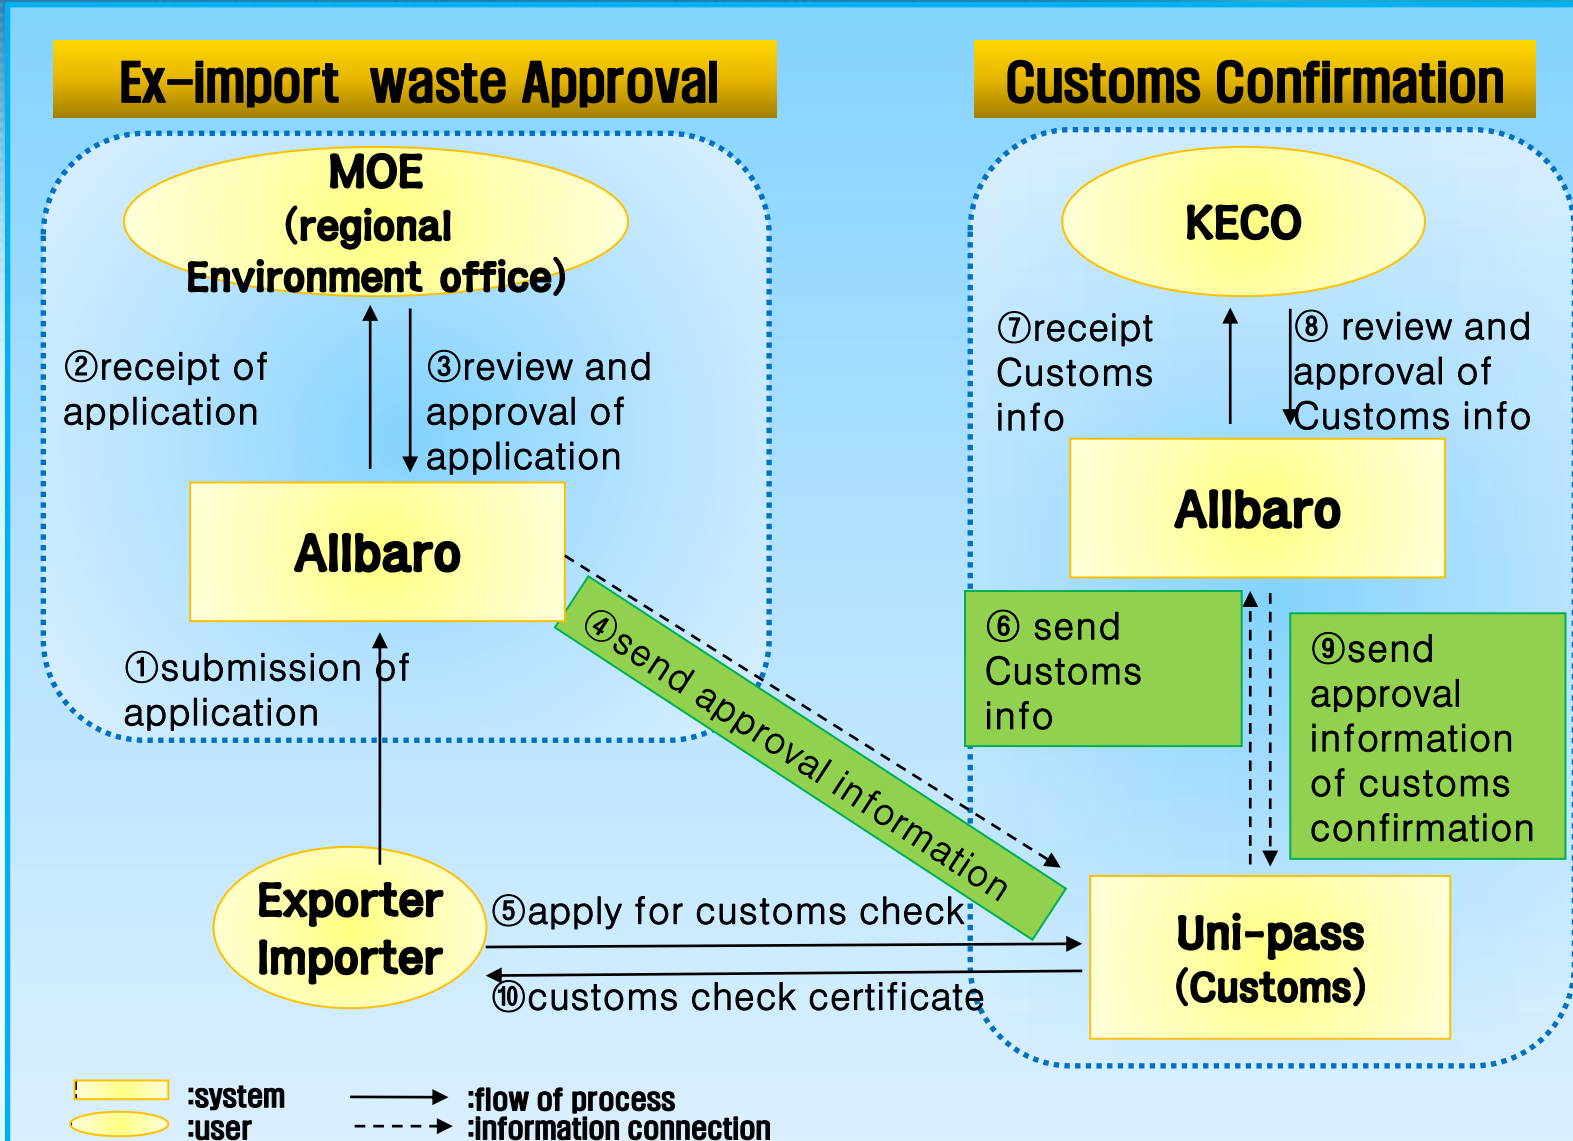 Ex-import waste Approval
Customs Confirmation
MOE
(regional
Environment office)
②receipt of
application
③review and
approval of
application
Allbaro
①submission of
application
④send approval information
Exporter
Importer
⑤apply for customs check
⑩customs check certificate
KECO
⑦receipt
Customs
info
⑧ review and
approval of
Customs info
Allbaro
⑥ send
Customs
info
⑨send
approval
information
of customs
confirmation
Uni-pass
(Customs)
:system
:flow of process
:user
:information connection